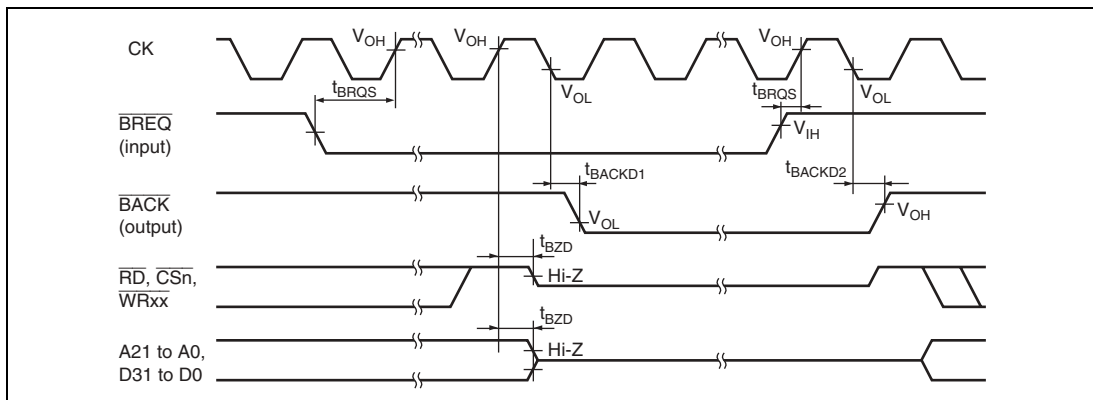 CK
V_OH
V_OH
V_OH
t_BRQS
V_OL
t_BRQS
V_OL
BREQ
(input)
V_IH
t_BACKD1
t_BACKD2
BACK
(output)
V_OL
V_OH
t_BZD
RD, CSn,
WRxx
Hi-Z
t_BZD
A21 to A0,
D31 to D0
Hi-Z